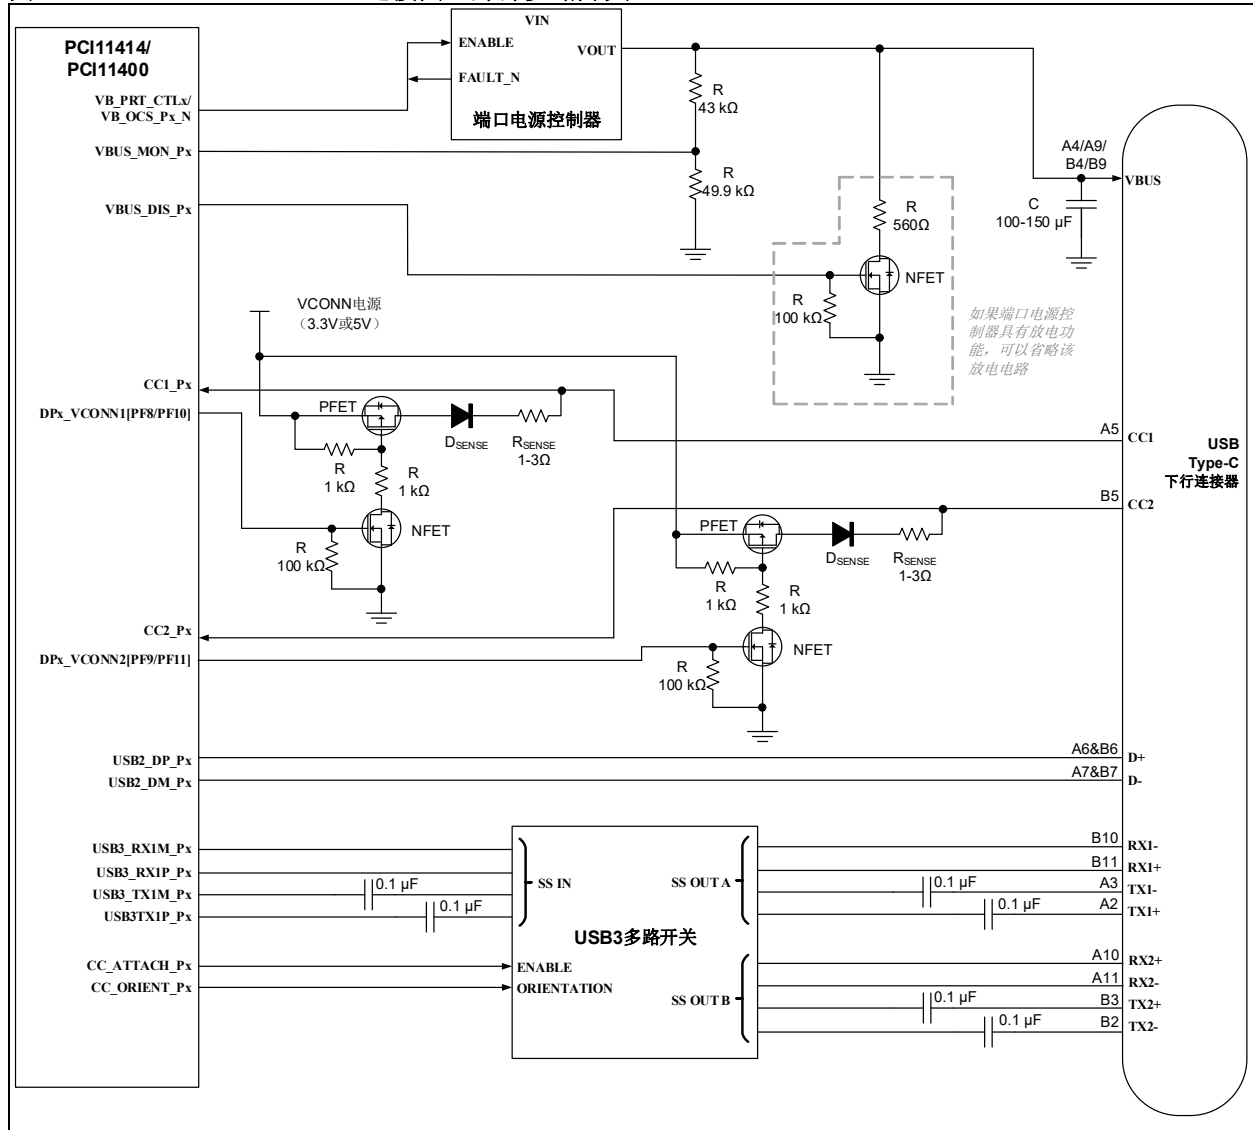 VIN
ENABLE
VOUT
FAULT_N
端口电源控制器
PCI11414/
PCI11400
VB_PRT_CTLx/
VB_OCS_Px_N
VBUS_MON_Px
VBUS_DIS_Px
R
43 kΩ
R
49.9 kΩ
A4/A9/
B4/B9
VBUS
C
100-150 µF
R
560Ω
NFET
R
100 kΩ
如果端口电源控
制器具有放电功
能，可以省略该
放电电路
VCONN电源
（3.3V或5V）
CC1_Px
DPx_VCONN1[PF8/PF10]
PFET
DSENSE
RSENSE
1-3Ω
R
1 kΩ
R
1 kΩ
NFET
R
100 kΩ
A5
CC1
USB
Type-C
下行连接器
B5
CC2
PFET
DSENSE
RSENSE
1-3Ω
R
1 kΩ
R
1 kΩ
NFET
R
100 kΩ
CC2_Px
DPx_VCONN2[PF9/PF11]
USB2_DP_Px
A6&B6
D+
USB2_DM_Px
A7&B7
D-
USB3_RX1M_Px
USB3_RX1P_Px
USB3_TX1M_Px
0.1 µF
USB3TX1P_Px
0.1 µF
SS IN
SS OUT A
B10
RX1-
B11
RX1+
0.1 µF
A3
TX1-
0.1 µF
A2
TX1+
USB3多路开关
CC_ATTACH_Px
ENABLE
CC_ORIENT_Px
ORIENTATION
SS OUT B
A10
RX2+
A11
RX2-
0.1 µF
B3
TX2+
0.1 µF
B2
TX2-